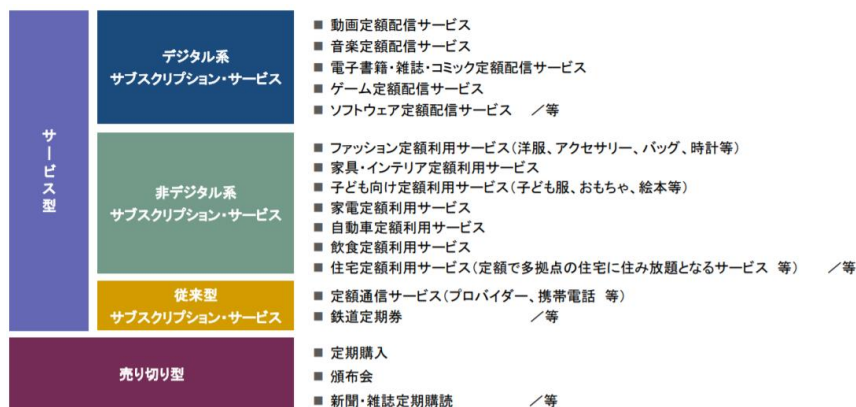 サービス型
デジタル系
サブスクリプション・サービス
■ 動画定額配信サービス
■ 音楽定額配信サービス
■ 電子書籍・雑誌・コミック定額配信サービス
■ ゲーム定額配信サービス
■ ソフトウェア定額配信サービス ／等
非デジタル系
サブスクリプション・サービス
■ ファッション定額利用サービス（洋服、アクセサリー、バッグ、時計等）
■ 家具・インテリア定額利用サービス
■ 子ども向け定額利用サービス（子ども服、おもちゃ、絵本等）
■ 家電定額利用サービス
■ 自動車定額利用サービス
■ 飲食定額利用サービス
■ 住宅定額利用サービス（定額で多拠点の住宅に住み放題となるサービス 等） ／等
従来型
サブスクリプション・サービス
■ 定額通信サービス（プロバイダー、携帯電話 等）
■ 鉄道定期券 ／等
売り切り型
■ 定期購入
■ 頒布会
■ 新聞・雑誌定期購読 ／等